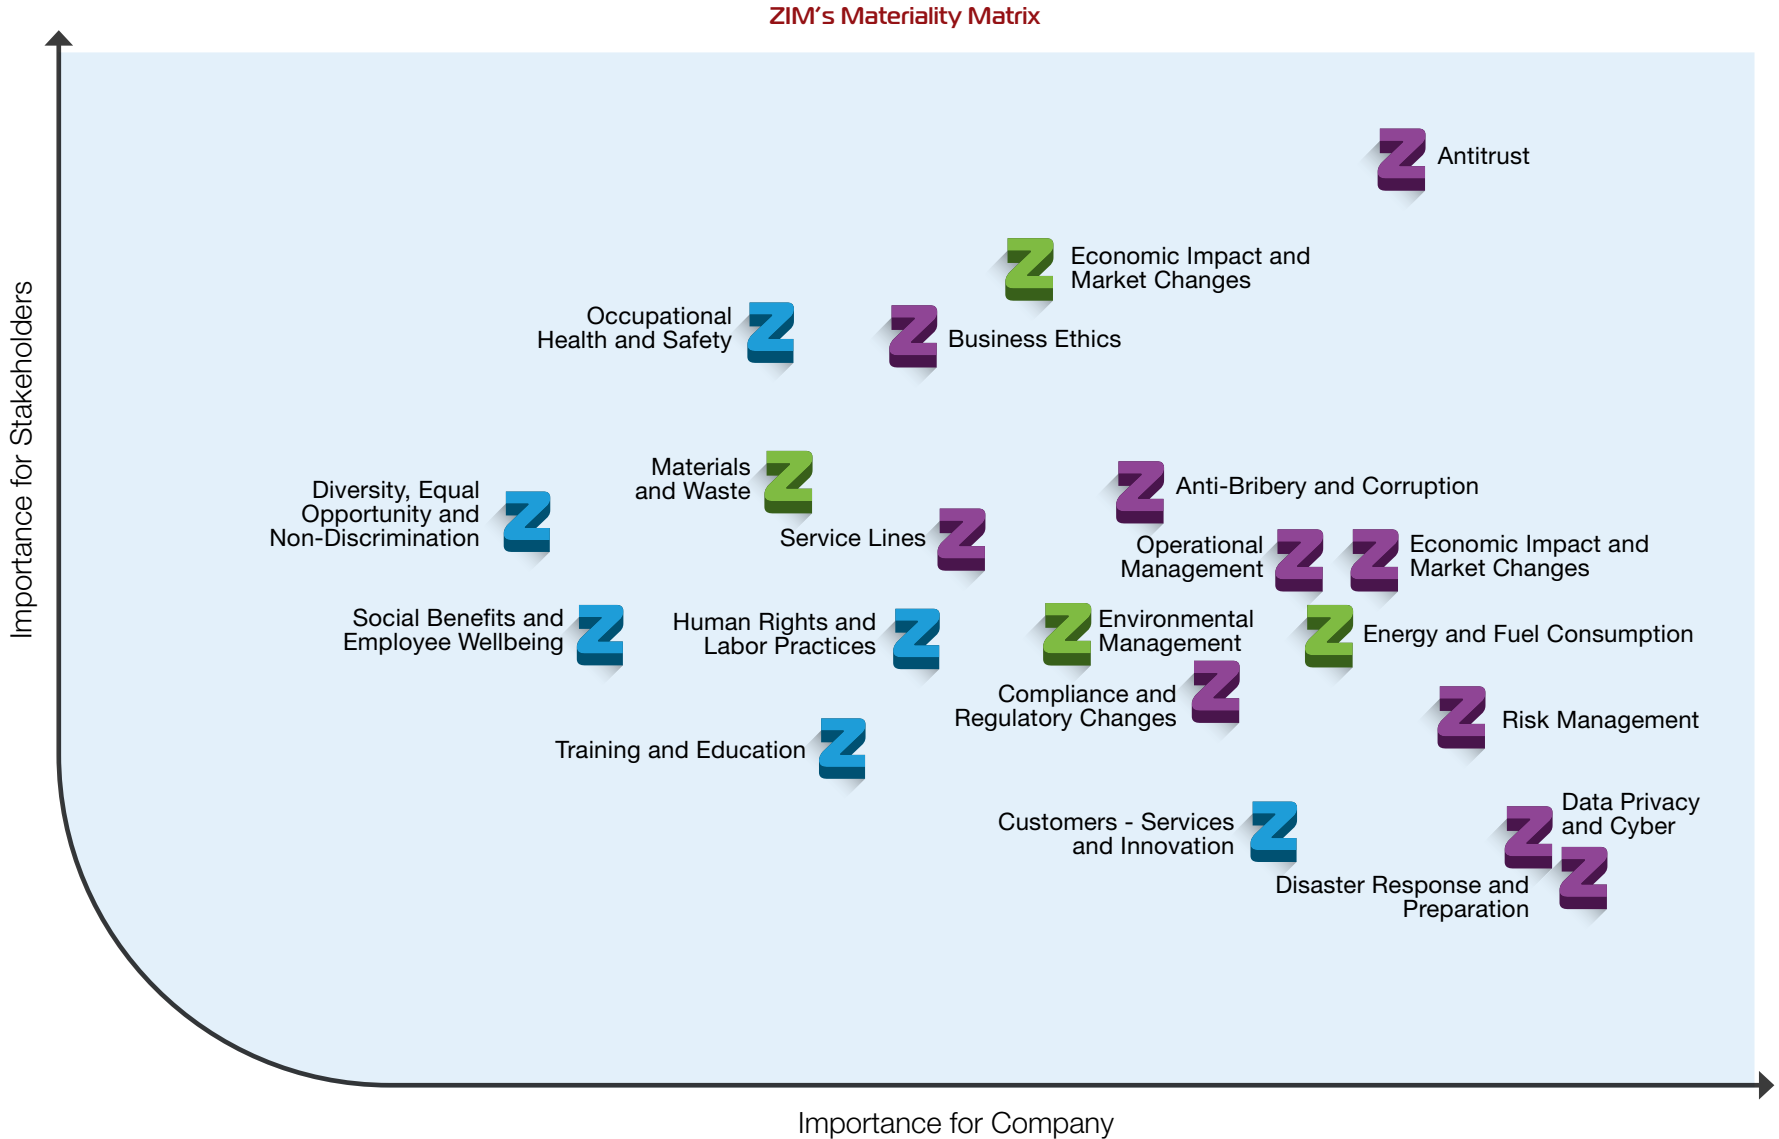 ZIM's Materiality Matrix
Importance for Stakeholders
Antitrust
Economic Impact and
Market Changes
Occupational
Health and Safety
Business Ethics
Materials
and Waste
Anti-Bribery and Corruption
Diversity, Equal
Opportunity and
Non-Discrimination
Service Lines
Operational
Management
Economic Impact and
Market Changes
Social Benefits and
Employee Wellbeing
Human Rights and
Labor Practices
Environmental
Management
Energy and Fuel Consumption
Compliance and
Regulatory Changes
Risk Management
Training and Education
Customers - Services
and Innovation
Data Privacy
and Cyber
Disaster Response and
Preparation
Importance for Company